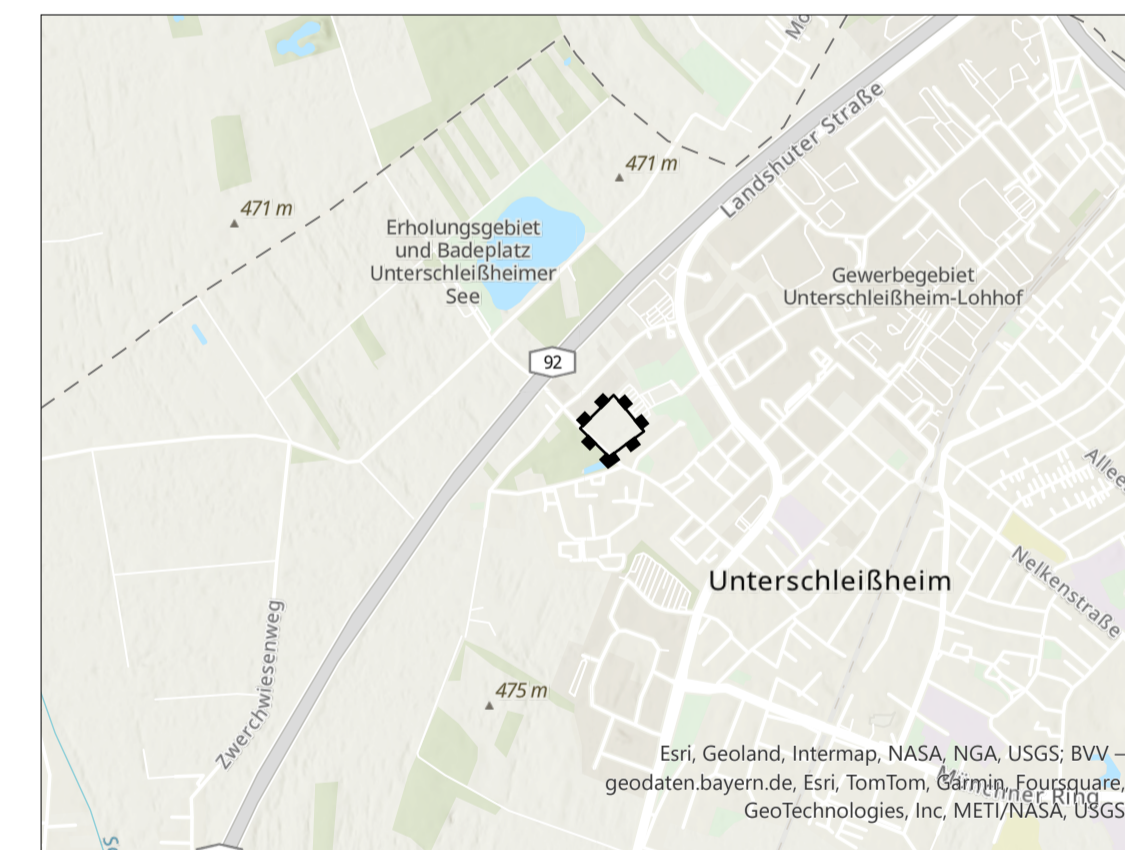 Landshuter Straße
471 m
471 m
Erholungsgebiet
und Badeplatz
Unterschleißheimer
See
Gewerbegebiet
Unterschleißheim-Lohhof
92
Unterschleißheim
Nelkenstraße
Zwerchwiesenweg
475 m
Münchner Ring
Esri, Geoland, Intermap, NASA, NGA, USGS; BVV –
geodaten.bayern.de, Esri, TomTom, Garmin, Foursquare,
GeoTechnologies, Inc, METI/NASA, USGS